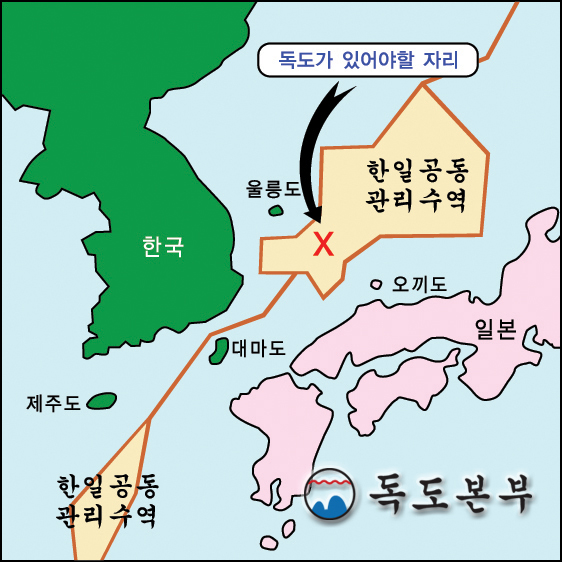 독도가 있어야할 자리
한일공동
관리수역
울릉도
X
한국
오끼도
일본
대마도
제주도
한일공동
관리수역
독도본부